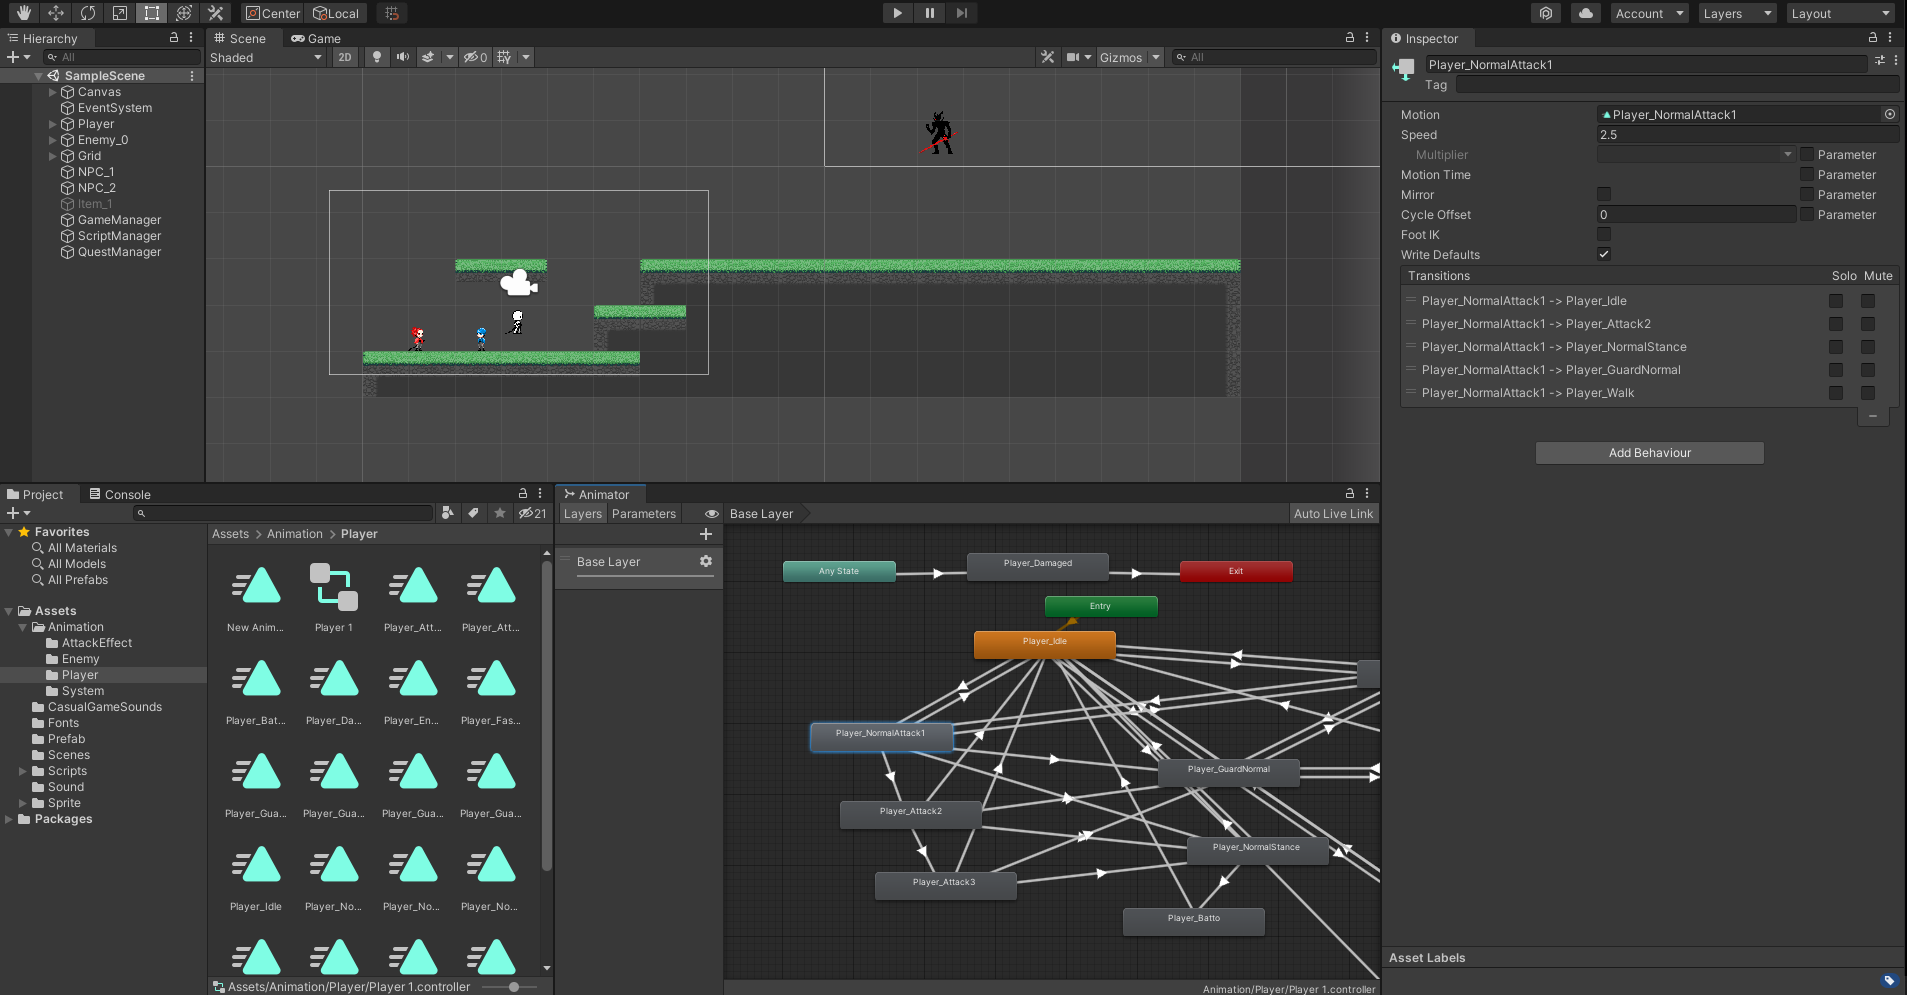 Center
Local
Account
Layers
Layout
Hierarchy
All
SampleScene
Canvas
EventSystem
Player
Enemy_0
Grid
NPC_1
NPC_2
Item_1
GameManager
ScriptManager
QuestManager
Scene
Game
Shaded
2D
0
Gizmos
All
Inspector
Player_NormalAttack1
Tag
Motion
Player_NormalAttack1
Speed
2.5
Multiplier
Parameter
Motion Time
Parameter
Mirror
Parameter
Cycle Offset
0
Parameter
Foot IK
Write Defaults
Transitions
Solo
Mute
Player_NormalAttack1 -> Player_Idle
Player_NormalAttack1 -> Player_Attack2
Player_NormalAttack1 -> Player_NormalStance
Player_NormalAttack1 -> Player_GuardNormal
Player_NormalAttack1 -> Player_Walk
Add Behaviour
Asset Labels
Project
Console
21
Favorites
All Materials
All Models
All Prefabs
Assets
Animation
AttackEffect
Enemy
Player
System
CasualGameSounds
Fonts
Prefab
Scenes
Scripts
Sound
Sprite
Packages
Assets > Animation > Player
New Anim...
Player 1
Player_Att...
Player_Att...
Player_Bat...
Player_Da...
Player_En...
Player_Fas...
Player_Gua...
Player_Gua...
Player_Gua...
Player_Gua...
Player_Idle
Player_No...
Player_No...
Player_No...
Assets/Animation/Player/Player 1.controller
Animator
Layers
Parameters
Base Layer
Auto Live Link
Base Layer
Any State
Player_Damaged
Exit
Entry
Player_Idle
Player_NormalAttack1
Player_GuardNormal
Player_Attack2
Player_NormalStance
Player_Attack3
Player_Batto
Animation/Player/Player 1.controller